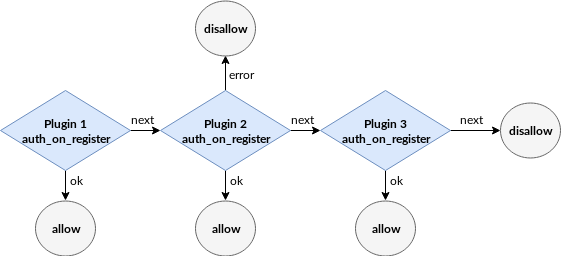 disallow
error
Plugin 1
auth_on_register
next
Plugin 2
auth_on_register
next
Plugin 3
auth_on_register
next
disallow
ok
ok
ok
allow
allow
allow